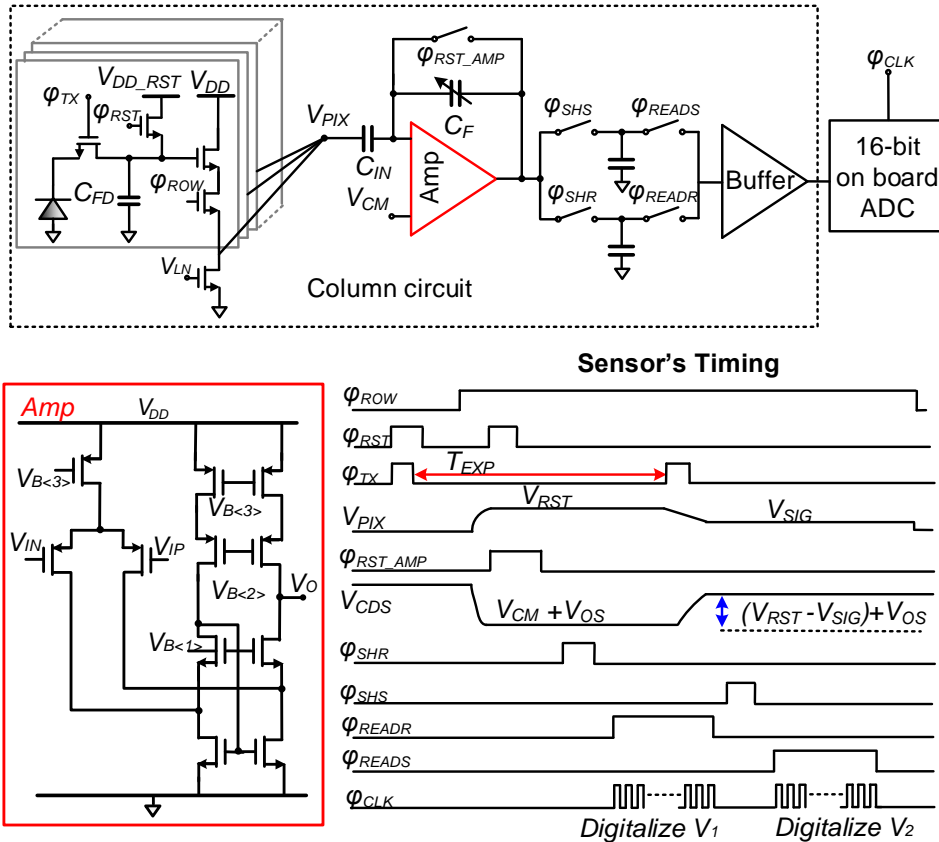 φTX
VDD_RST
φRST
VDD
CFD
φROW
VLN
VPIX
CIN
VCM
φRST_AMP
CF
Amp
φSHS
φREADS
φSHR
φREADR
Buffer
φCLK
16-bit
on board
ADC
Column circuit
Amp
VDD
VB<3>
VIN
VIP
VB<3>
VB<2>
VO
VB<1>
Sensor's Timing
φROW
φRST
φTX
TEXP
VPIX
VRST
VSIG
φRST_AMP
VCDS
VCM +VOS
(VRST -VSIG)+VOS
φSHR
φSHS
φREADR
φREADS
φCLK
Digitalize V1
Digitalize V2